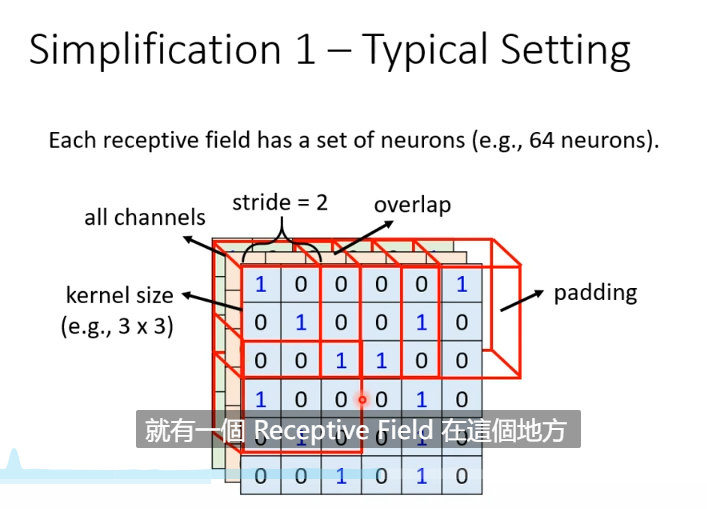 Simplification 1 – Typical Setting
Each receptive field has a set of neurons (e.g., 64 neurons).
stride = 2
overlap
all channels
kernel size
(e.g., 3 x 3)
padding
1 0 0 0 0 1
0 1 0 0 1 0
0 0 1 1 0 0
1 0 0 0 1 0
就有一個 Receptive Field 在這個地方
0 1 0 0 1 0
0 0 1 0 1 0